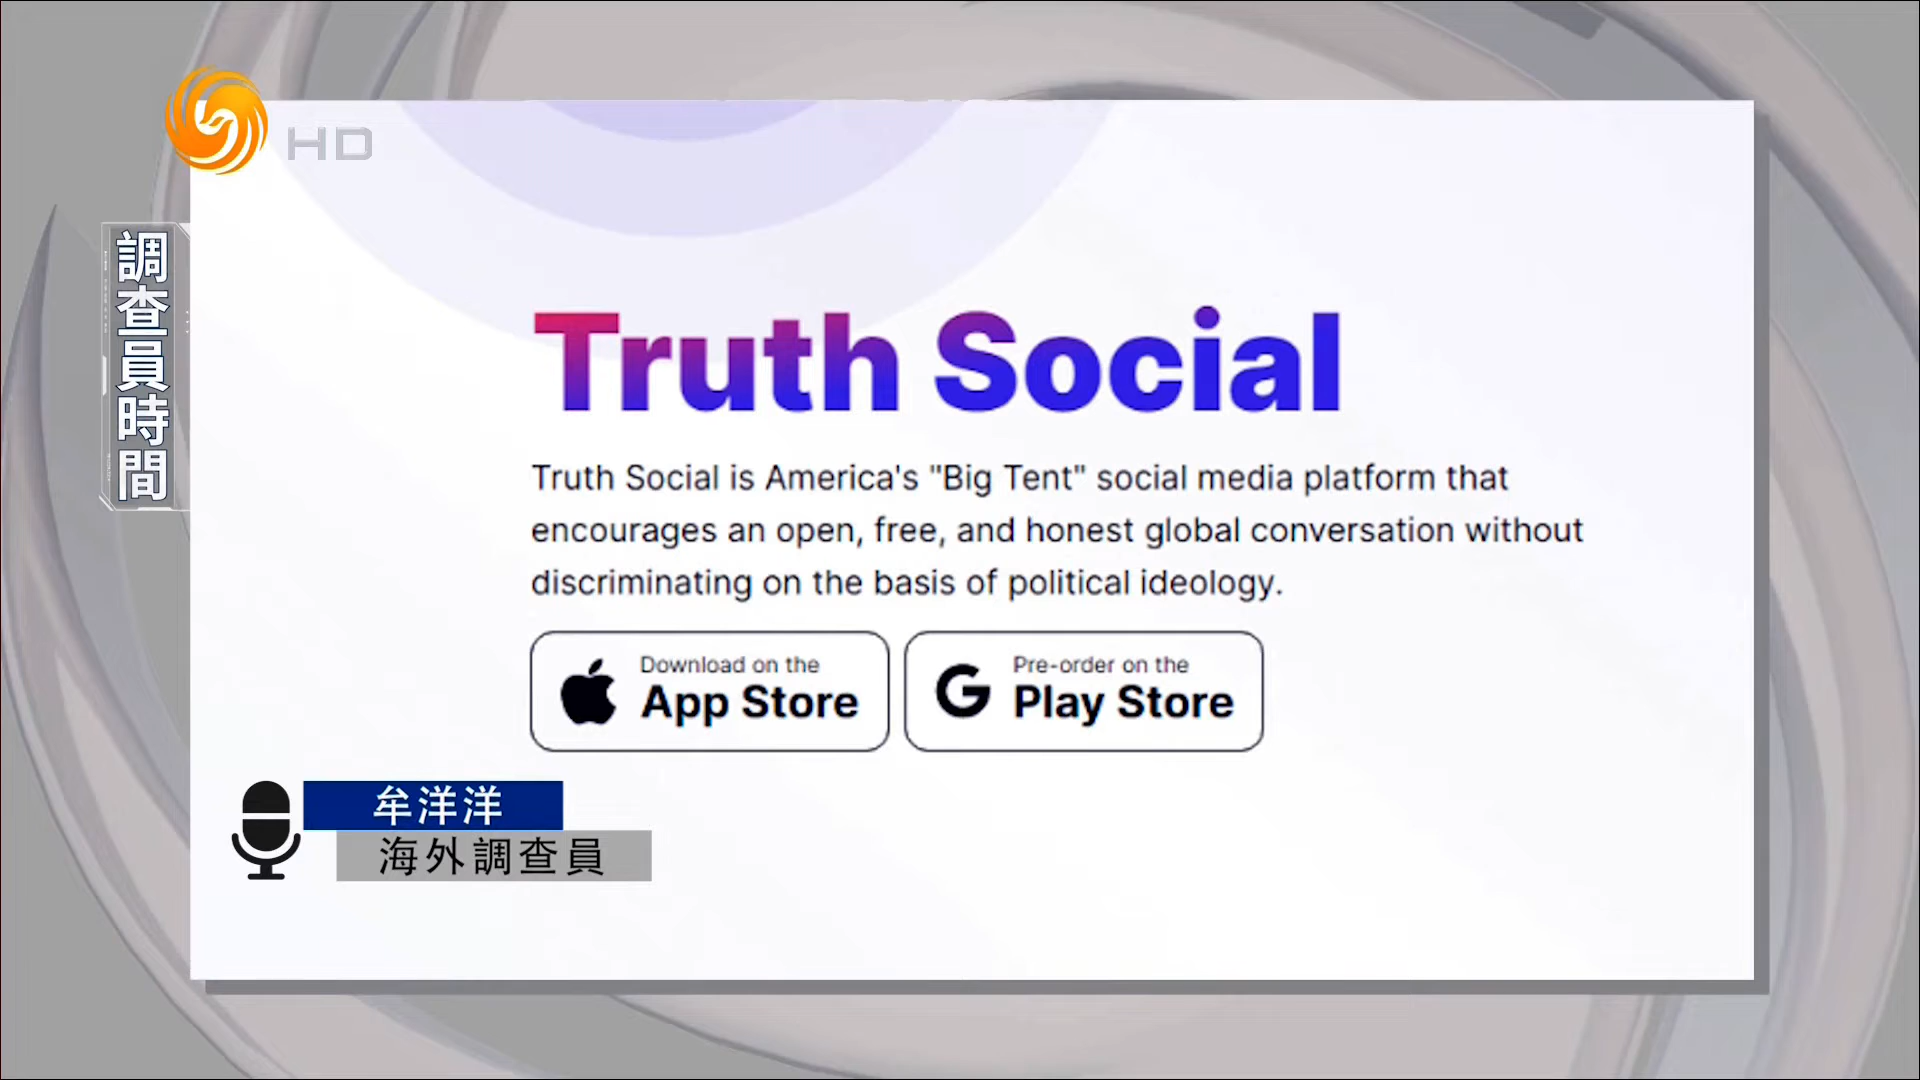 HD
調查員時間
Truth Social
Truth Social is America's "Big Tent" social media platform that
encourages an open, free, and honest global conversation without
discriminating on the basis of political ideology.
Download on the
App Store
Pre-order on the
Play Store
牟洋洋
海外調查員